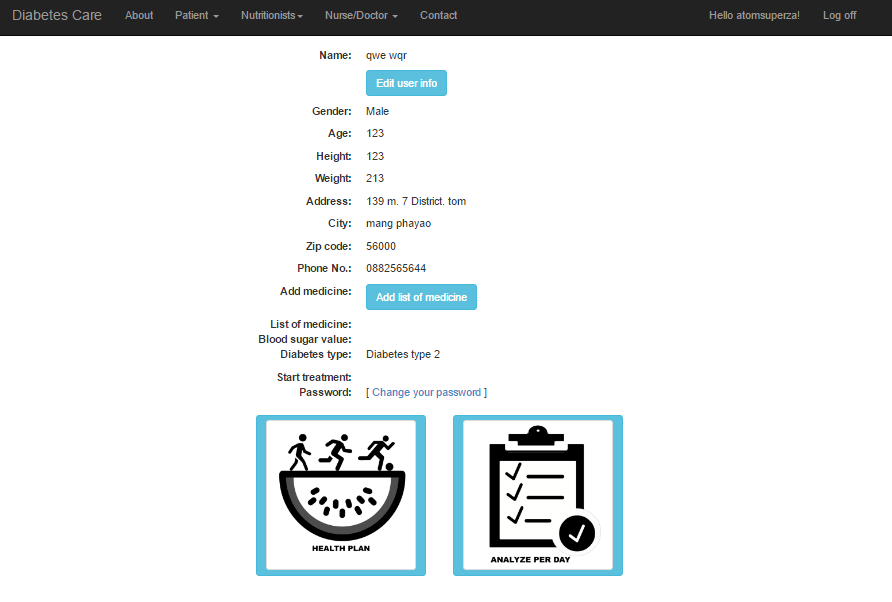 Diabetes Care About Patient Nutritionists Nurse/Doctor Contact Hello atomsuperza! Log off
Name: qwe wqr
Edit user info
Gender: Male
Age: 123
Height: 123
Weight: 213
Address: 139 m. 7 District. tom
City: mang phayao
Zip code: 56000
Phone No.: 0882565644
Add medicine: Add list of medicine
List of medicine:
Blood sugar value:
Diabetes type: Diabetes type 2
Start treatment:
Password: [ Change your password ]
HEALTH PLAN
ANALYZE PER DAY